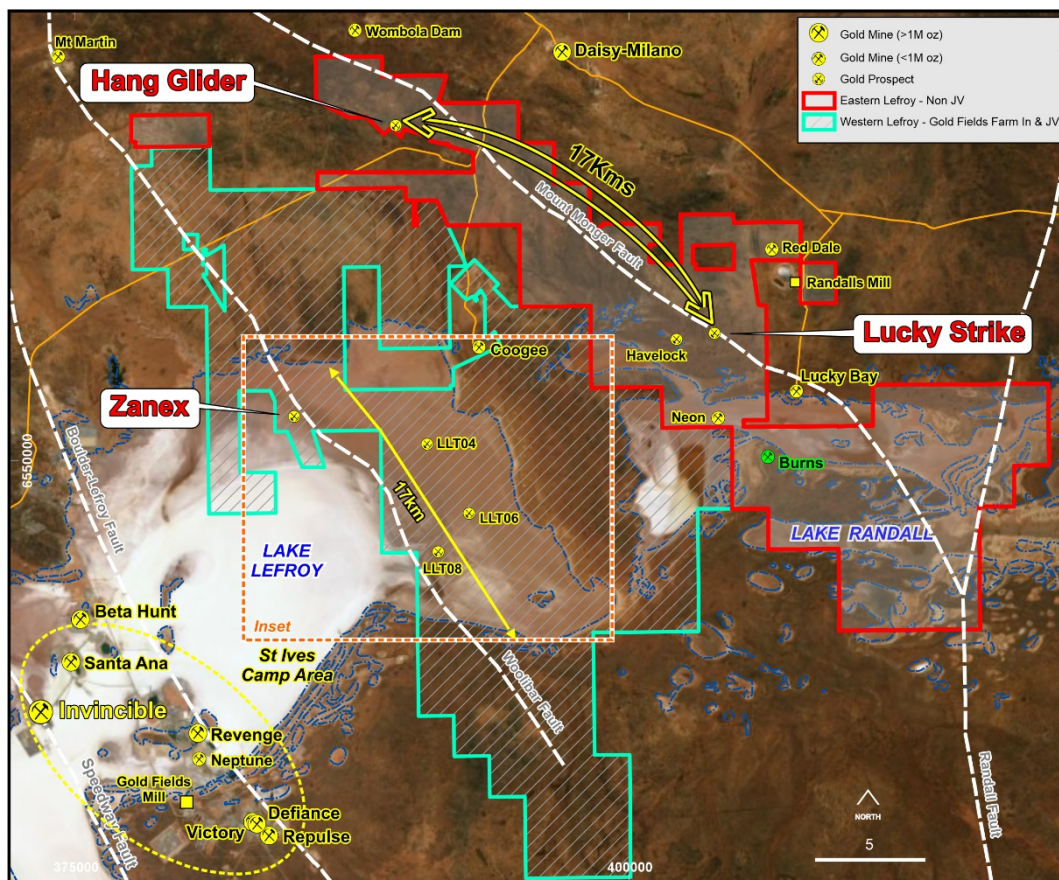 Mt Martin
Wombola Dam
Daisy-Milano
Hang Glider
Gold Mine (>1M oz)
Gold Mine (<1M oz)
Gold Prospect
Eastern Lefroy - Non JV
Western Lefroy - Gold Fields Farm In & JV
17Kms
Mount Monger Fault
Red Dale
Randalls Mill
Lucky Strike
Havelock
Coogee
Lucky Bay
Zanex
Neon
LLT04
Burns
6550000
Boulder-Lefroy Fault
17km
LLT06
LAKE RANDALL
LAKE
LEFROY
LLT08
Beta Hunt
Inset
St Ives
Camp Area
Santa Ana
Woolibar Fault
Invincible
Revenge
Neptune
Gold Fields
Mill
Speedway Fault
Defiance
Victory
Repulse
Randall Fault
NORTH
5
375000
400000